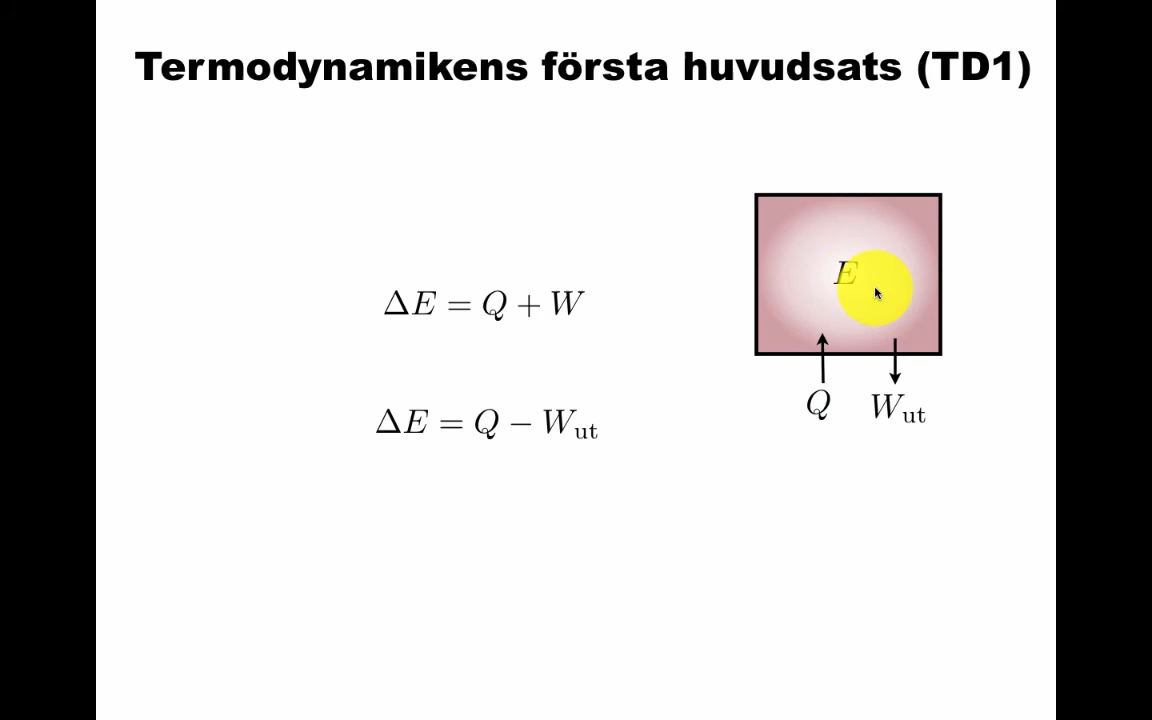 Termodynamikens första huvudsats (TD1)
E
ΔE = Q + W
ΔE = Q − W_ut
Q W_ut